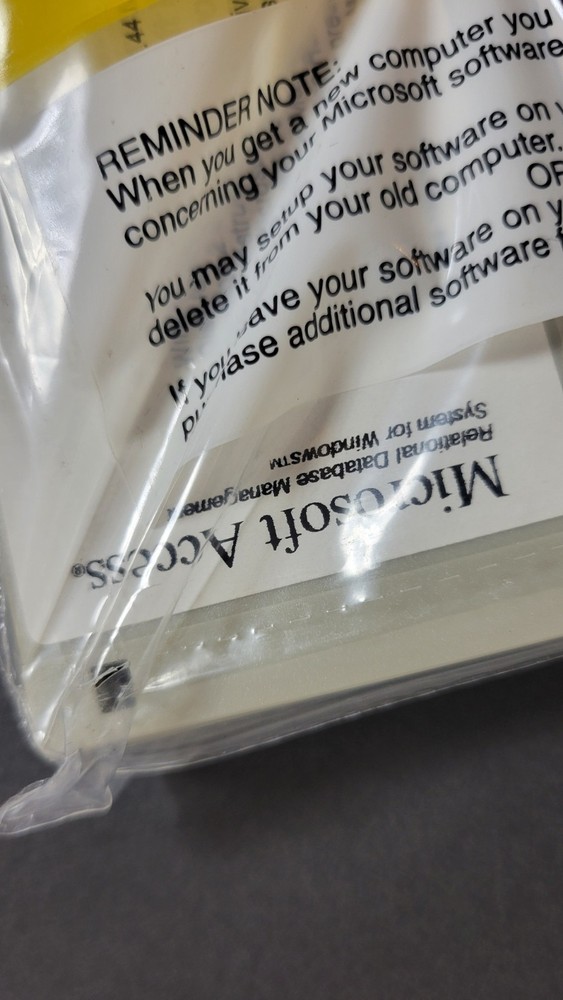 REMINDER NOTE:
When you get a new computer you
concerning your Microsoft software
You may setup your software on
delete it from your old computer.
OR
If you have your software on
purchase additional software
Microsoft Access®
Relational Database Management
System for Windows™
.44